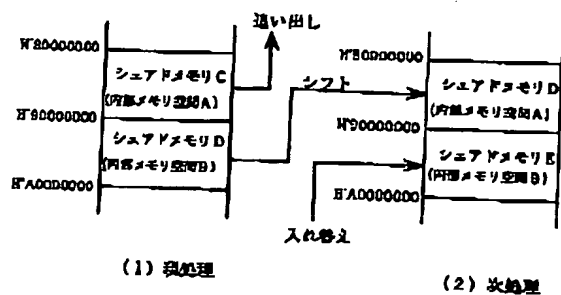 追い出し
H'80000000
シェアドメモリC
(内部メモリ空間A)
H'90000000
シェアドメモリD
(内部メモリ空間B)
H'A0000000
シフト
H'80000000
シェアドメモリD
(内部メモリ空間A)
H'90000000
シェアドメモリE
(内部メモリ空間B)
H'A0000000
入れ替え
(1) 現処理
(2) 次処理